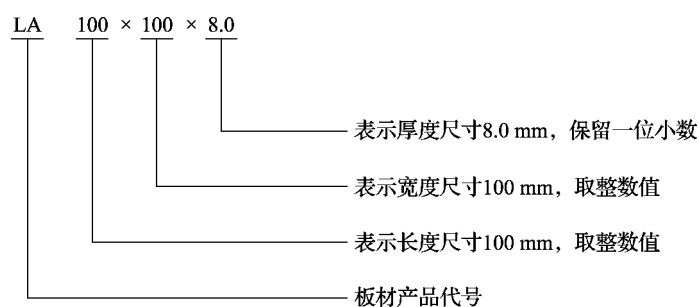 LA 100 × 100 × 8.0
表示厚度尺寸8.0 mm，保留一位小数
表示宽度尺寸100 mm，取整数值
表示长度尺寸100 mm，取整数值
板材产品代号